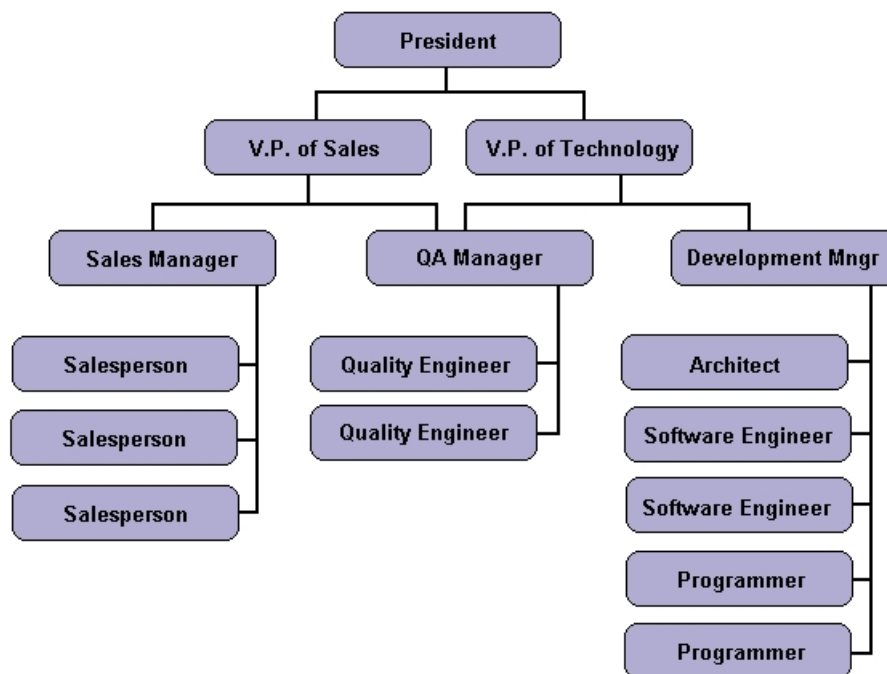 President
V.P. of Sales
V.P. of Technology
Sales Manager
QA Manager
Development Mngr
Salesperson
Quality Engineer
Architect
Salesperson
Quality Engineer
Software Engineer
Salesperson
Software Engineer
Programmer
Programmer